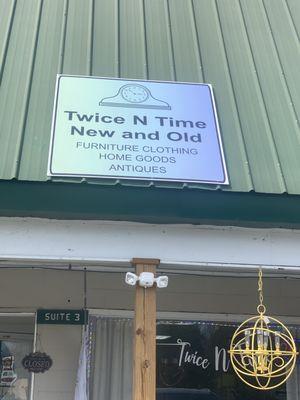 Twice N Time
New and Old
FURNITURE CLOTHING
HOME GOODS
ANTIQUES
SUITE 3
CLOSED
Twice N